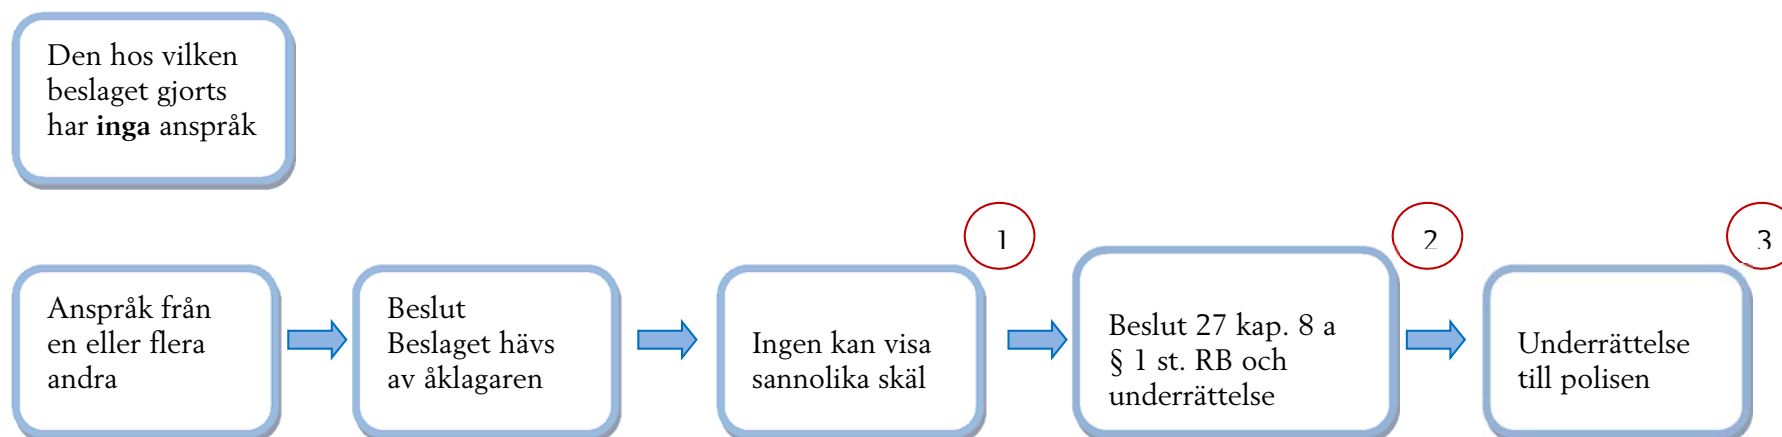 Den hos vilken
beslaget gjorts
har inga anspråk
1
2
3
Anspråk från
en eller flera
andra
Beslut
Beslaget hävs
av åklagaren
Ingen kan visa
sannolika skäl
Beslut 27 kap. 8 a
§ 1 st. RB och
underrättelse
Underrättelse
till polisen